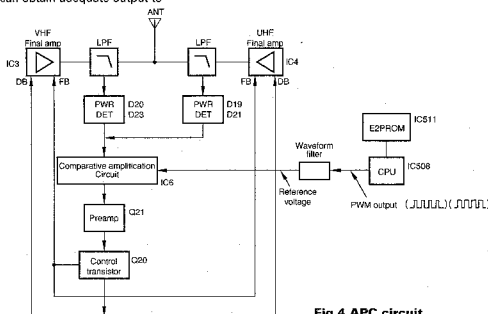 can obtain adequate output to
ANT
VHF
Final amp
LPF
LPF
UHF
Final amp
IC3
IC4
DB
FB
FB
DB
PWR
DET
D20
D23
PWR
DET
D19
D21
IC511
E2PROM
Waveform
filter
CPU
IC508
Comparative amplification
Circuit
IC6
Reference
voltage
PWM output
Preamp
Q21
Control
transistor
Q20
Fig.4 APC circuit